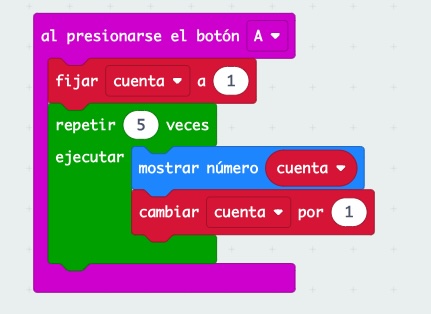 al presionarse el botón A
fijar cuenta a 1
repetir 5 veces
ejecutar
mostrar número cuenta
cambiar cuenta por 1